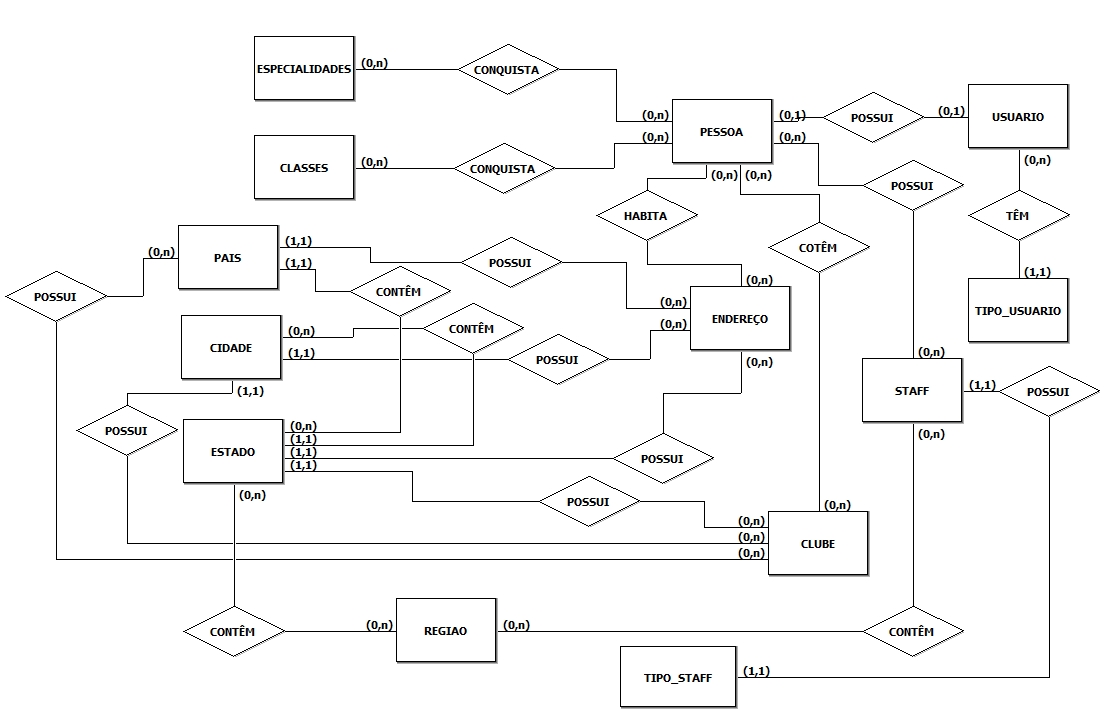 ESPECIALIDADES
(0,n)
CONQUISTA
(0,n)
PESSOA
(0,1)
POSSUI
(0,1)
USUARIO
(0,n)
(0,n)
CLASSES
(0,n)
CONQUISTA
(0,n)
(0,n)
(0,n)
POSSUI
HABITA
TÊM
COTÊM
PAIS
(0,n)
(1,1)
(1,1)
POSSUI
POSSUI
CONTÊM
(0,n)
(0,n)
(0,n)
ENDEREÇO
(1,1)
TIPO_USUARIO
CIDADE
(0,n)
(1,1)
CONTÊM
POSSUI
(1,1)
(0,n)
(0,n)
STAFF
(1,1)
POSSUI
(0,n)
POSSUI
ESTADO
(0,n)
(1,1)
(1,1)
(1,1)
POSSUI
(0,n)
POSSUI
(0,n)
(0,n)
(0,n)
(0,n)
CLUBE
CONTÊM
(0,n)
REGIAO
(0,n)
CONTÊM
TIPO_STAFF
(1,1)